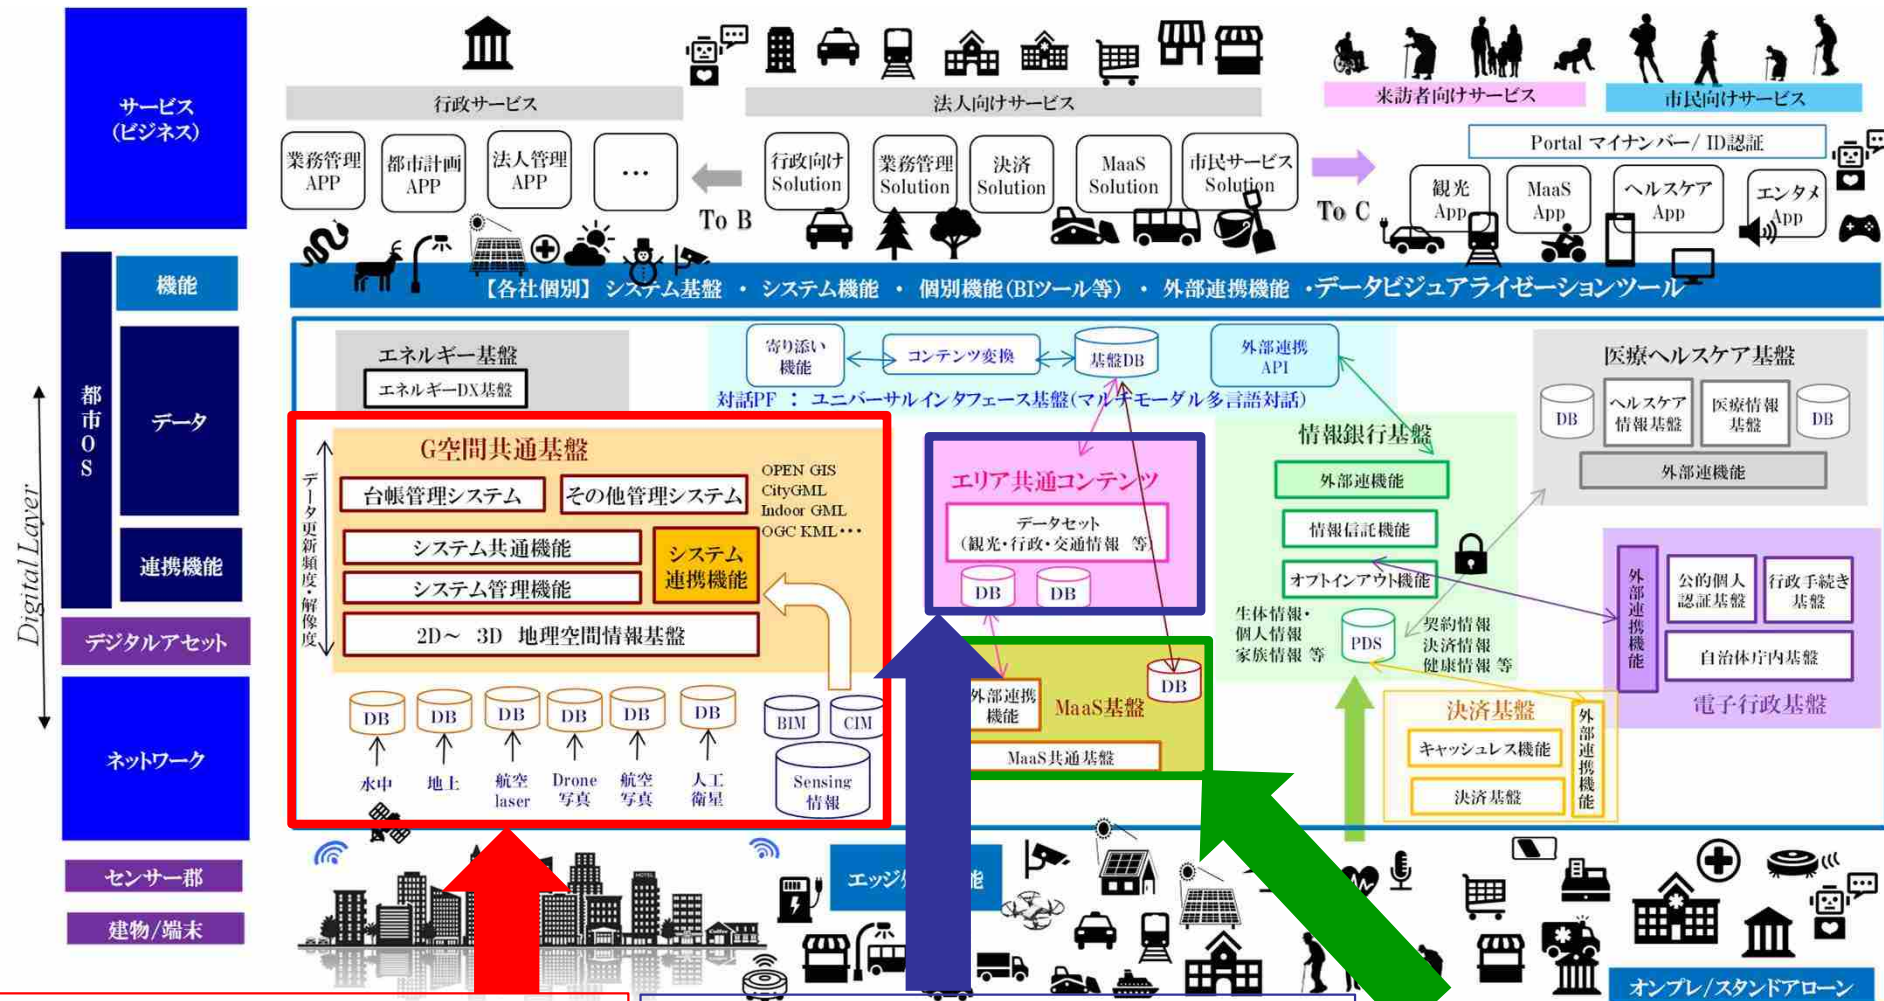 サービス
(ビジネス)
行政サービス
法人向けサービス
来訪者向けサービス
市民向けサービス
Portal マイナンバー/ ID認証
業務管理
APP
都市計画
APP
法人管理
APP
…
To B
行政向け
Solution
業務管理
Solution
決済
Solution
MaaS
Solution
市民サービス
Solution
To C
観光
App
MaaS
App
ヘルスケア
App
エンタメ
App
Digital Layer
都市OS
機能
データ
連携機能
デジタルアセット
ネットワーク
センサー郡
建物/端末
【各社個別】システム基盤 ・ システム機能 ・ 個別機能(BIツール等) ・ 外部連携機能 ・データビジュアライゼーションツール
エネルギー基盤
エネルギーDX基盤
寄り添い
機能
コンテンツ変換
基盤DB
外部連携
API
対話PF ： ユニバーサルインタフェース基盤(マルチモーダル多言語対話)
医療ヘルスケア基盤
DB
ヘルスケア
情報基盤
医療情報
基盤
DB
外部連機能
G空間共通基盤
データ更新頻度・解像度
台帳管理システム
その他管理システム
OPEN GIS
CityGML
Indoor GML
OGC KML・・・
システム共通機能
システム管理機能
システム
連携機能
2D～ 3D 地理空間情報基盤
DB
DB
DB
DB
DB
DB
水中
地上
航空
laser
Drone
写真
航空
写真
人工
衛星
BIM
CIM
Sensing
情報
エリア共通コンテンツ
データセット
(観光・行政・交通情報 等)
DB
DB
外部連携
機能
MaaS基盤
DB
MaaS共通基盤
情報銀行基盤
外部連機能
情報信託機能
オプトインアウト機能
生体情報・
個人情報
家族情報 等
PDS
契約情報
決済情報
健康情報 等
外部連携機能
公的個人
認証基盤
行政手続き
基盤
自治体庁内基盤
電子行政基盤
決済基盤
キャッシュレス機能
決済基盤
外部連携機能
エッジ
能
HOTEL
オンプレ/スタンドアローン